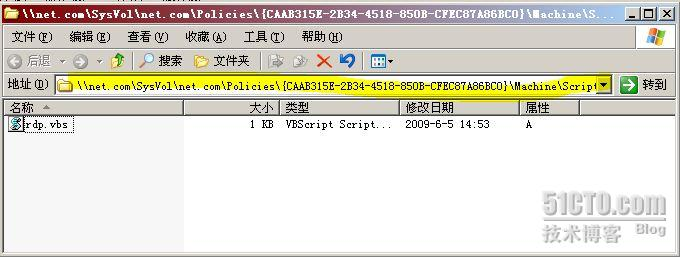 \\net.com\SysVol\net.com\Policies\{CAAB315E-2B34-4518-850B-CFEC87A86BC0}\Machine\S...
文件(F) 编辑(E) 查看(V) 收藏(A) 工具(T) 帮助(H)
后退 搜索 文件夹
地址(D) \\net.com\SysVol\net.com\Policies\{CAAB315E-2B34-4518-850B-CFEC87A86BC0}\Machine\Script 转到
名称 大小 类型 修改日期 属性
rdp.vbs 1 KB VBScript Script... 2009-6-5 14:53 A
51CTO.com
技术博客 Blog